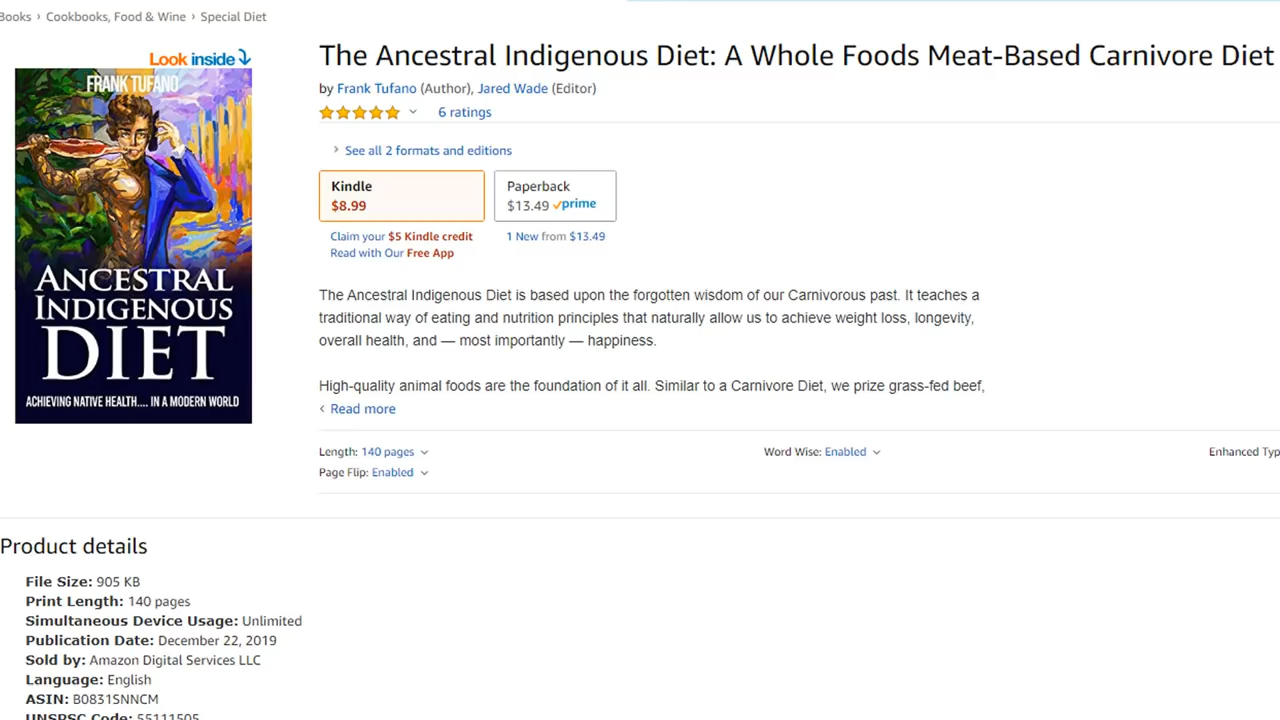 Books › Cookbooks, Food & Wine › Special Diet
Look inside
FRANK TUFANO
ANCESTRAL
INDIGENOUS
DIET
ACHIEVING NATIVE HEALTH.... IN A MODERN WORLD
The Ancestral Indigenous Diet: A Whole Foods Meat-Based Carnivore Diet
by Frank Tufano (Author), Jared Wade (Editor)
6 ratings
› See all 2 formats and editions
Kindle
$8.99
Paperback
$13.49 prime
Claim your $5 Kindle credit
Read with Our Free App
1 New from $13.49
The Ancestral Indigenous Diet is based upon the forgotten wisdom of our Carnivorous past. It teaches a
traditional way of eating and nutrition principles that naturally allow us to achieve weight loss, longevity,
overall health, and — most importantly — happiness.
High-quality animal foods are the foundation of it all. Similar to a Carnivore Diet, we prize grass-fed beef,
‹ Read more
Length: 140 pages
Word Wise: Enabled
Enhanced Typ
Page Flip: Enabled
Product details
File Size: 905 KB
Print Length: 140 pages
Simultaneous Device Usage: Unlimited
Publication Date: December 22, 2019
Sold by: Amazon Digital Services LLC
Language: English
ASIN: B0831SNNCM
UNSPSC Code: 55111505